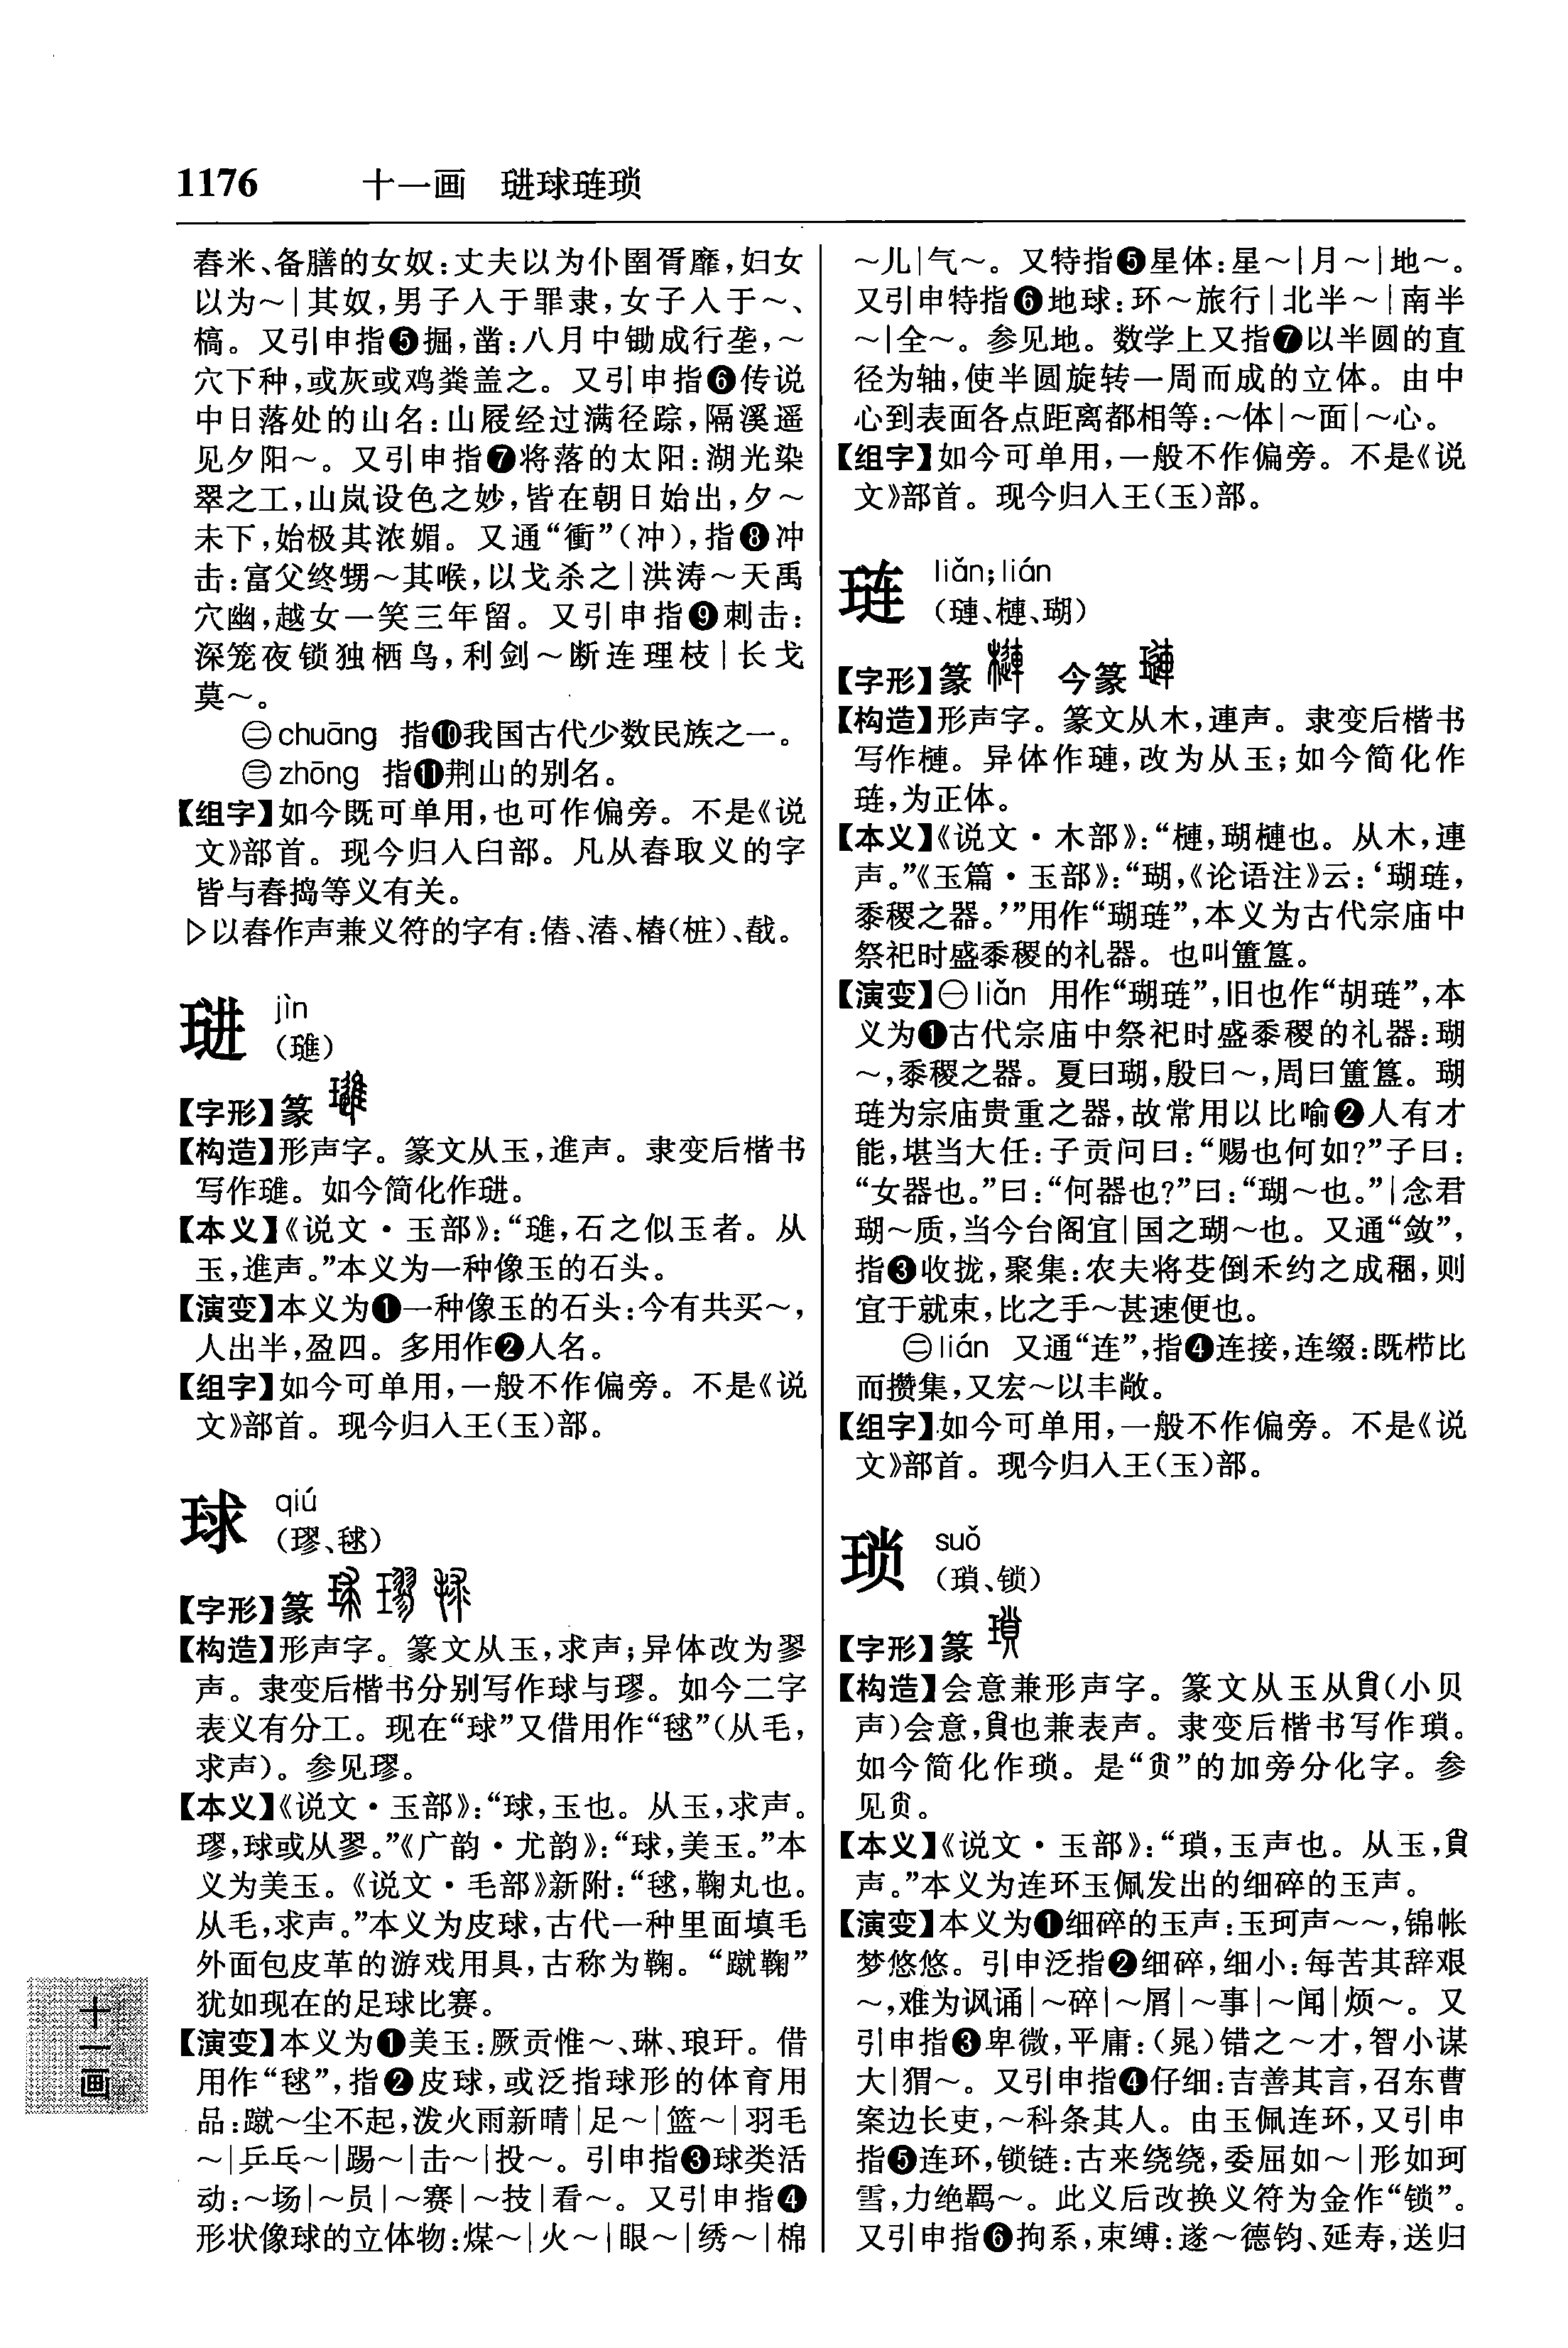 1176 十一画 琎球琏琐
舂米、备膳的女奴:丈夫以为仆圉胥靡,妇女
以为～|其奴,男子入于罪隶,女子入于～、
槁。又引申指❺掘,凿:八月中锄成行垄,～
穴下种,或灰或鸡粪盖之。又引申指❻传说
中日落处的山名:山屐经过满径踪,隔溪遥
见夕阳～。又引申指❼将落的太阳:湖光染
翠之工,山岚设色之妙,皆在朝日始出,夕～
未下,始极其浓媚。又通“衝”(冲),指❽冲
击:富父终甥～其喉,以戈杀之|洪涛～天禹
穴幽,越女一笑三年留。又引申指❾刺击:
深笼夜锁独栖鸟,利剑～断连理枝|长戈
莫～。
㊁chuāng 指❿我国古代少数民族之一。
㊂zhōng 指⓫荆山的别名。
【组字】如今既可单用,也可作偏旁。不是《说
文》部首。现今归入臼部。凡从舂取义的字
皆与舂捣等义有关。
▷以舂作声兼义符的字有:惷、湷、樁(桩)、䡴。
琎 jìn
(璡)
【字形】篆
【构造】形声字。篆文从玉,進声。隶变后楷书
写作璡。如今简化作琎。
【本义】《说文·玉部》:“璡,石之似玉者。从
玉,進声。”本义为一种像玉的石头。
【演变】本义为❶一种像玉的石头:今有共买～,
人出半,盈四。多用作❷人名。
【组字】如今可单用,一般不作偏旁。不是《说
文》部首。现今归入王(玉)部。
球 qiú
(璆、毬)
【字形】篆
【构造】形声字。篆文从玉,求声;异体改为翏
声。隶变后楷书分别写作球与璆。如今二字
表义有分工。现在“球”又借用作“毬”(从毛,
求声)。参见璆。
【本义】《说文·玉部》:“球,玉也。从玉,求声。
璆,球或从翏。”《广韵·尤韵》:“球,美玉。”本
义为美玉。《说文·毛部》新附:“毬,鞠丸也。
从毛,求声。”本义为皮球,古代一种里面填毛
外面包皮革的游戏用具,古称为鞠。“蹴鞠”
犹如现在的足球比赛。
【演变】本义为❶美玉:厥贡惟～、琳、琅玕。借
用作“毬”,指❷皮球,或泛指球形的体育用
品:蹴～尘不起,泼火雨新晴|足～|篮～|羽毛
～|乒乓～|踢～|击～|投～。引申指❸球类活
动:～场|～员|～赛|～技|看～。又引申指❹
形状像球的立体物:煤～|火～|眼～|绣～|棉
～儿|气～。又特指❺星体:星～|月～|地～。
又引申特指❻地球:环～旅行|北半～|南半
～|全～。参见地。数学上又指❼以半圆的直
径为轴,使半圆旋转一周而成的立体。由中
心到表面各点距离都相等:～体|～面|～心。
【组字】如今可单用,一般不作偏旁。不是《说
文》部首。现今归入王(玉)部。
琏 liǎn;lián
(璉、槤、瑚)
【字形】篆 今篆
【构造】形声字。篆文从木,連声。隶变后楷书
写作槤。异体作璉,改为从玉;如今简化作
琏,为正体。
【本义】《说文·木部》:“槤,瑚槤也。从木,連
声。”《玉篇·玉部》:“瑚,《论语注》云:‘瑚琏,
黍稷之器。’”用作“瑚琏”,本义为古代宗庙中
祭祀时盛黍稷的礼器。也叫簠簋。
【演变】㊀liǎn 用作“瑚琏”,旧也作“胡琏”,本
义为❶古代宗庙中祭祀时盛黍稷的礼器:瑚
～,黍稷之器。夏曰瑚,殷曰～,周曰簠簋。瑚
琏为宗庙贵重之器,故常用以比喻❷人有才
能,堪当大任:子贡问曰:“赐也何如?”子曰:
“女器也。”曰:“何器也?”曰:“瑚～也。”|念君
瑚～质,当今台阁宜|国之瑚～也。又通“敛”,
指❸收拢,聚集:农夫将芟倒禾约之成稇,则
宜于就束,比之手～甚速便也。
㊁lián 又通“连”,指❹连接,连缀:既栉比
而攒集,又宏～以丰敞。
【组字】如今可单用,一般不作偏旁。不是《说
文》部首。现今归入王(玉)部。
琐 suǒ
(瑣、锁)
【字形】篆
【构造】会意兼形声字。篆文从玉从𧴪(小贝
声)会意,𧴪也兼表声。隶变后楷书写作瑣。
如今简化作琐。是“𧴪”的加旁分化字。参
见𧴪。
【本义】《说文·玉部》:“瑣,玉声也。从玉,𧴪
声。”本义为连环玉佩发出的细碎的玉声。
【演变】本义为❶细碎的玉声:玉珂声～～,锦帐
梦悠悠。引申泛指❷细碎,细小:每苦其辞艰
～,难为讽诵|～碎|～屑|～事|～闻|烦～。又
引申指❸卑微,平庸:(晁)错之～才,智小谋
大|猥～。又引申指❹仔细:吉善其言,召东曹
案边长吏,～科条其人。由玉佩连环,又引申
指❺连环,锁链:古来绕绕,委屈如～|形如珂
雪,力绝羁～。此义后改换义符为金作“锁”。
又引申指❻拘系,束缚:遂～德钧、延寿,送归
十一画